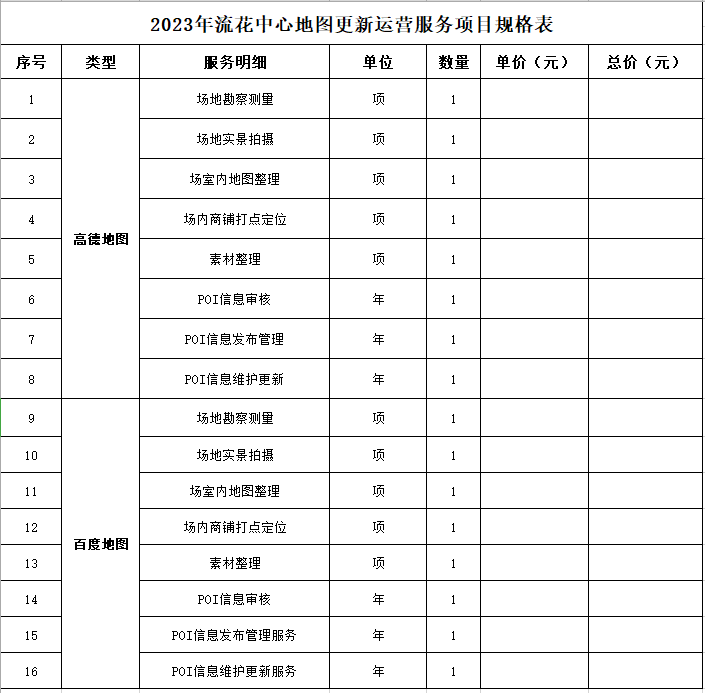 2023年流花中心地图更新运营服务项目规格表
序号 类型 服务明细 单位 数量 单价（元） 总价（元）
1 场地勘察测量 项 1
2 场地实景拍摄 项 1
3 场室内地图整理 项 1
4 场内商铺打点定位 项 1
高德地图
5 素材整理 项 1
6 POI信息审核 年 1
7 POI信息发布管理 年 1
8 POI信息维护更新 年 1
9 场地勘察测量 项 1
10 场地实景拍摄 项 1
11 场室内地图整理 项 1
12 场内商铺打点定位 项 1
百度地图
13 素材整理 项 1
14 POI信息审核 年 1
15 POI信息发布管理服务 年 1
16 POI信息维护更新服务 年 1